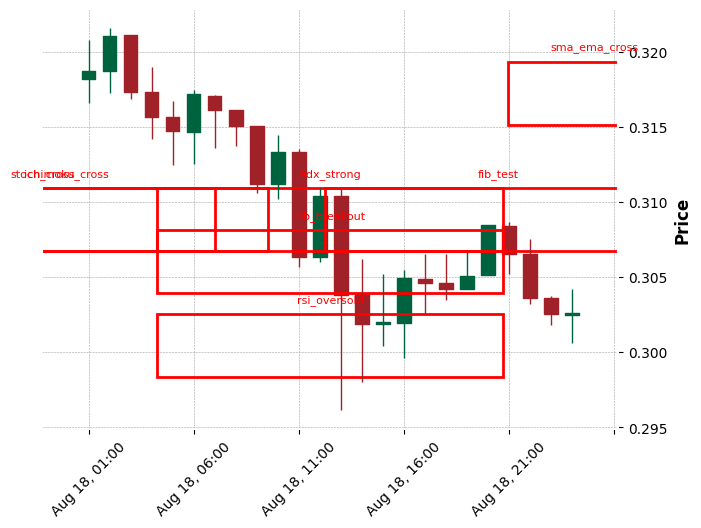 sma_ema_cross
0.320
0.315
stoch_cross
ichimoku_cross
adx_strong
fib_test
0.310
bb_breakout
Price
0.305
rsi_oversold
0.300
0.295
Aug 18, 01:00
Aug 18, 06:00
Aug 18, 11:00
Aug 18, 16:00
Aug 18, 21:00